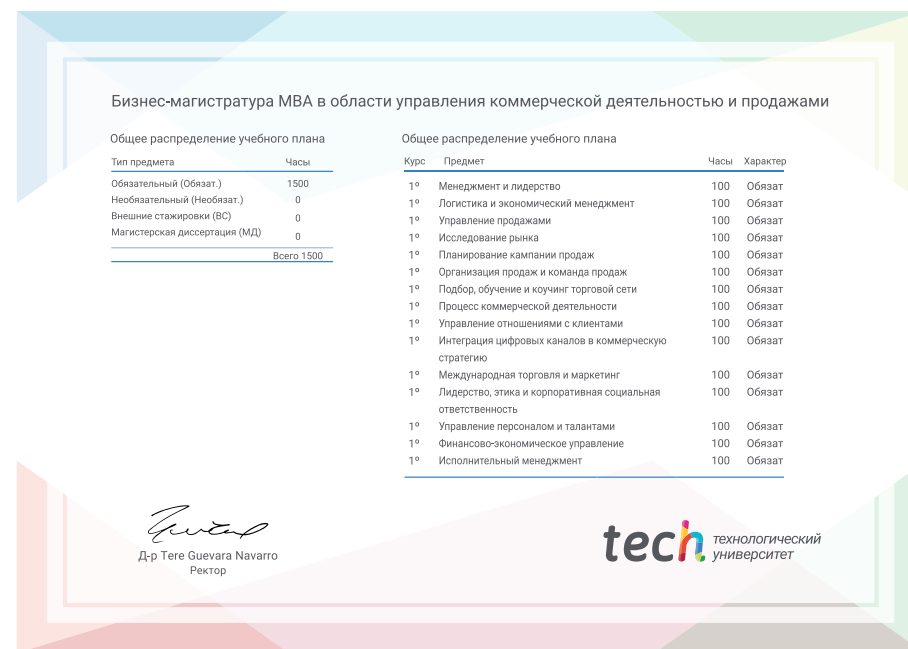 Бизнес-магистратура MBA в области управления коммерческой деятельностью и продажами
Общее распределение учебного плана
Тип предмета Часы
Обязательный (Обязат.) 1500
Необязательный (Необязат.) 0
Внешние стажировки (ВС) 0
Магистерская диссертация (МД) 0
Всего 1500
Общее распределение учебного плана
Курс Предмет Часы Характер
1º Менеджмент и лидерство 100 Обязат
1º Логистика и экономический менеджмент 100 Обязат
1º Управление продажами 100 Обязат
1º Исследование рынка 100 Обязат
1º Планирование кампании продаж 100 Обязат
1º Организация продаж и команда продаж 100 Обязат
1º Подбор, обучение и коучинг торговой сети 100 Обязат
1º Процесс коммерческой деятельности 100 Обязат
1º Управление отношениями с клиентами 100 Обязат
1º Интеграция цифровых каналов в коммерческую 100 Обязат
стратегию
1º Международная торговля и маркетинг 100 Обязат
1º Лидерство, этика и корпоративная социальная 100 Обязат
ответственность
1º Управление персоналом и талантами 100 Обязат
1º Финансово-экономическое управление 100 Обязат
1º Исполнительный менеджмент 100 Обязат
Д-р Tere Guevara Navarro
Ректор
tech технологический
университет